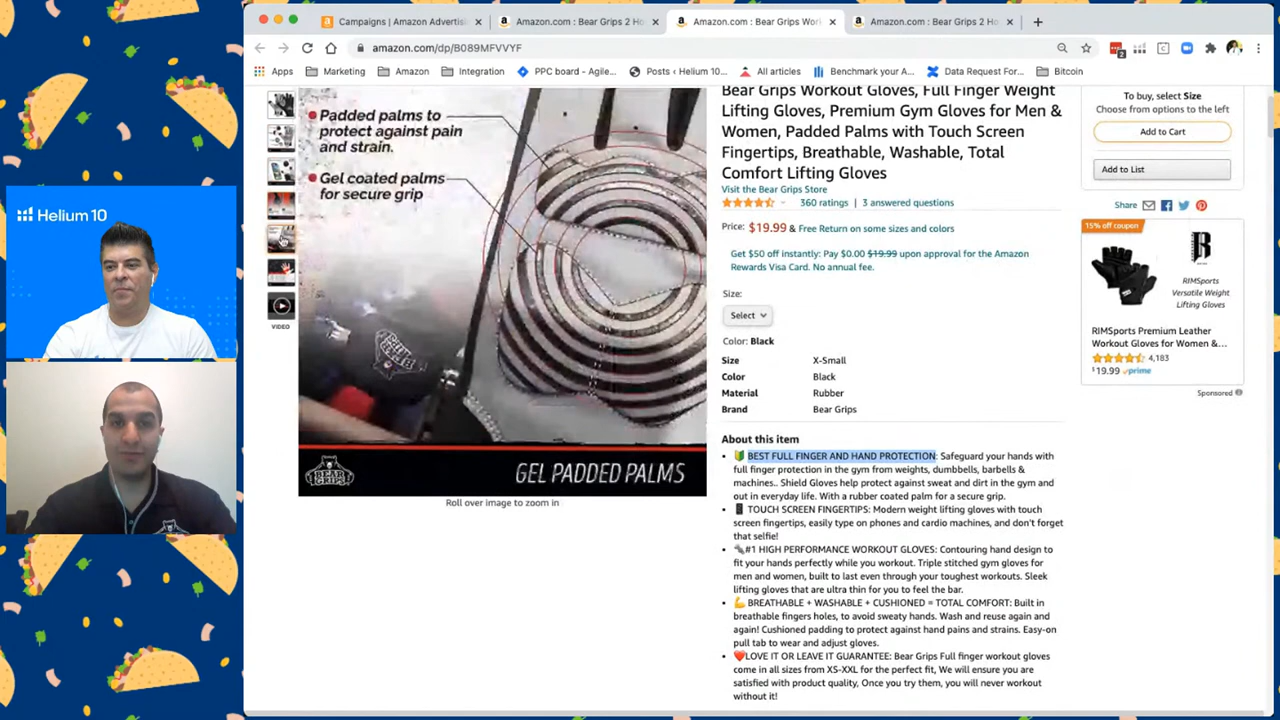 Campaigns | Amazon Advertisi
Amazon.com : Bear Grips 2 Ho
Amazon.com : Bear Grips Wor
Amazon.com : Bear Grips 2 Ho
amazon.com/dp/B089MFVVYF
Apps
Marketing
Amazon
Integration
PPC board - Agile...
Posts ‹ Helium 10...
All articles
Benchmark your A...
Data Request For...
Bitcoin
Helium 10
Padded palms to
protect against pain
and strain.
Gel coated palms
for secure grip
BEAR GRIPS
GEL PADDED PALMS
VIDEO
Roll over image to zoom in
Bear Grips Workout Gloves, Full Finger Weight
Lifting Gloves, Premium Gym Gloves for Men &
Women, Padded Palms with Touch Screen
Fingertips, Breathable, Washable, Total
Comfort Lifting Gloves
Visit the Bear Grips Store
360 ratings | 3 answered questions
Price: $19.99 & Free Return on some sizes and colors
Get $50 off instantly: Pay $0.00 $19.99 upon approval for the Amazon
Rewards Visa Card. No annual fee.
Size:
Select
Color: Black
Size X-Small
Color Black
Material Rubber
Brand Bear Grips
About this item
• 🔰 BEST FULL FINGER AND HAND PROTECTION: Safeguard your hands with
full finger protection in the gym from weights, dumbbells, barbells &
machines.. Shield Gloves help protect against sweat and dirt in the gym and
out in everyday life. With a rubber coated palm for a secure grip.
• 📱 TOUCH SCREEN FINGERTIPS: Modern weight lifting gloves with touch
screen fingertips, easily type on phones and cardio machines, and don't forget
that selfie!
• 🔩#1 HIGH PERFORMANCE WORKOUT GLOVES: Contouring hand design to
fit your hands perfectly while you workout. Triple stitched gym gloves for
men and women, built to last even through your toughest workouts. Sleek
lifting gloves that are ultra thin for you to feel the bar.
• 💪 BREATHABLE + WASHABLE + CUSHIONED = TOTAL COMFORT: Built in
breathable fingers holes, to avoid sweaty hands. Wash and reuse again and
again! Cushioned padding to protect against hand pains and strains. Easy-on
pull tab to wear and adjust gloves.
• ❤️LOVE IT OR LEAVE IT GUARANTEE: Bear Grips Full finger workout gloves
come in all sizes from XS-XXL for the perfect fit, We will ensure you are
satisfied with product quality, Once you try them, you will never workout
without it!
To buy, select Size
Choose from options to the left
Add to Cart
Add to List
Share
15% off coupon
RIMSports
Versatile Weight
Lifting Gloves
RIMSports Premium Leather
Workout Gloves for Women &...
4,183
$19.99 prime
Sponsored